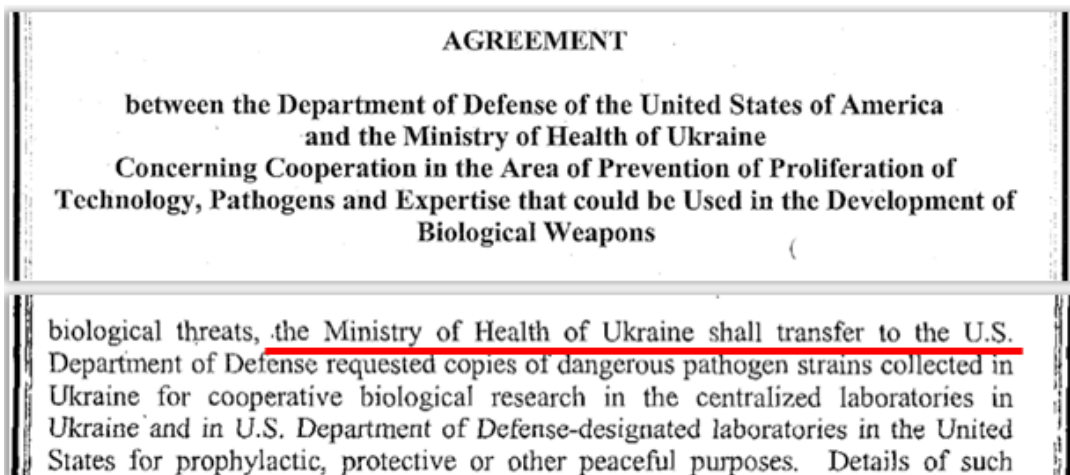 AGREEMENT
between the Department of Defense of the United States of America
and the Ministry of Health of Ukraine
Concerning Cooperation in the Area of Prevention of Proliferation of
Technology, Pathogens and Expertise that could be Used in the Development of
Biological Weapons
biological threats, the Ministry of Health of Ukraine shall transfer to the U.S.
Department of Defense requested copies of dangerous pathogen strains collected in
Ukraine for cooperative biological research in the centralized laboratories in
Ukraine and in U.S. Department of Defense-designated laboratories in the United
States for prophylactic, protective or other peaceful purposes. Details of such